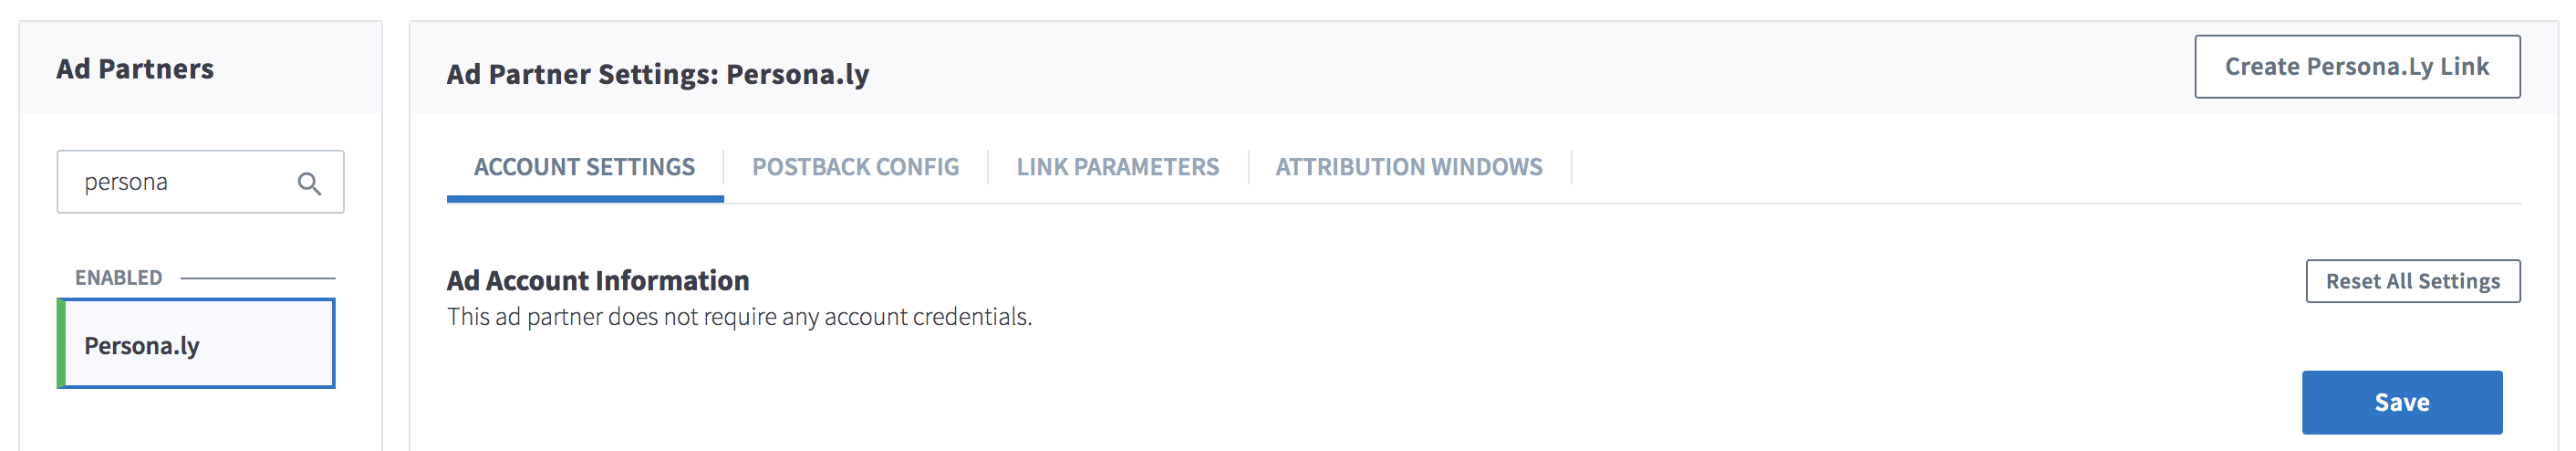 Ad Partners
persona
ENABLED
Persona.ly
Ad Partner Settings: Persona.ly
Create Persona.Ly Link
ACCOUNT SETTINGS
POSTBACK CONFIG
LINK PARAMETERS
ATTRIBUTION WINDOWS
Ad Account Information
Reset All Settings
This ad partner does not require any account credentials.
Save